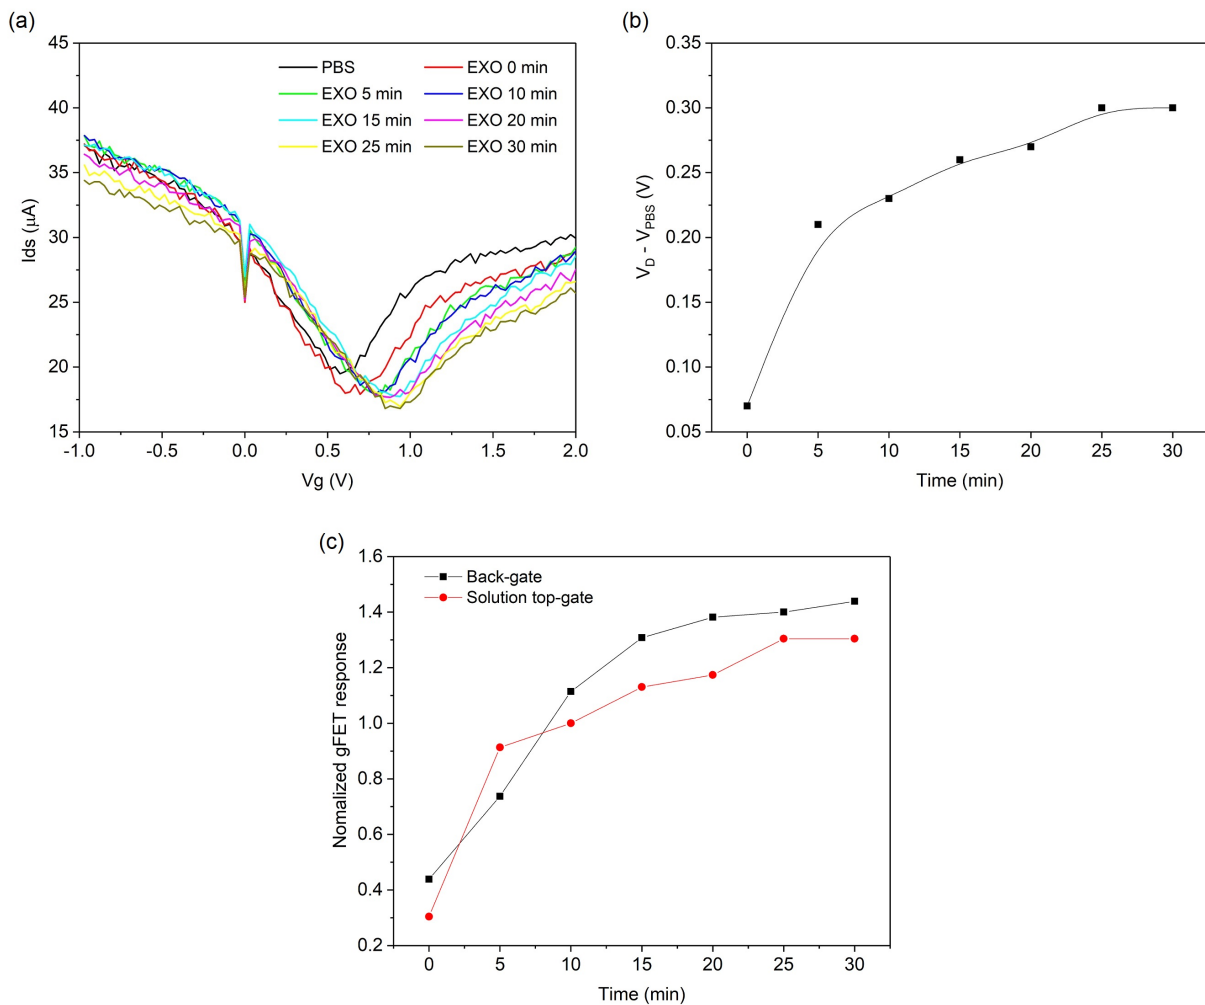 (a)
PBS EXO 0 min
EXO 5 min EXO 10 min
EXO 15 min EXO 20 min
EXO 25 min EXO 30 min
45
40
35
30
25
20
15
Ids (μA)
-1.0 -0.5 0.0 0.5 1.0 1.5 2.0
Vg (V)
(b)
0.35
0.30
0.25
0.20
0.15
0.10
0.05
V_D - V_PBS (V)
0 5 10 15 20 25 30
Time (min)
(c)
Back-gate
Solution top-gate
1.6
1.4
1.2
1.0
0.8
0.6
0.4
0.2
Nomalized gFET response
0 5 10 15 20 25 30
Time (min)